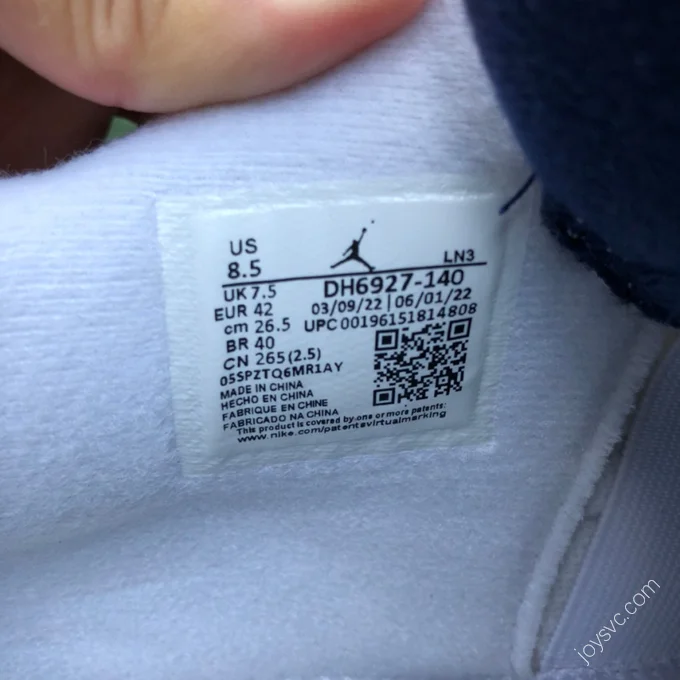 US
8.5
LN3
UK 7.5
DH6927-140
EUR 42
03/09/22 | 06/01/22
cm 26.5
UPC 00196151814808
BR 40
CN 265 (2.5)
05SPZTQ6MR1AY
MADE IN CHINA
HECHO EN CHINA
FABRIQUE EN CHINE
FABRICADO NA CHINA
This product is covered by one or more patents:
www.nike.com/patentsvirtualmarking
joysvc.com